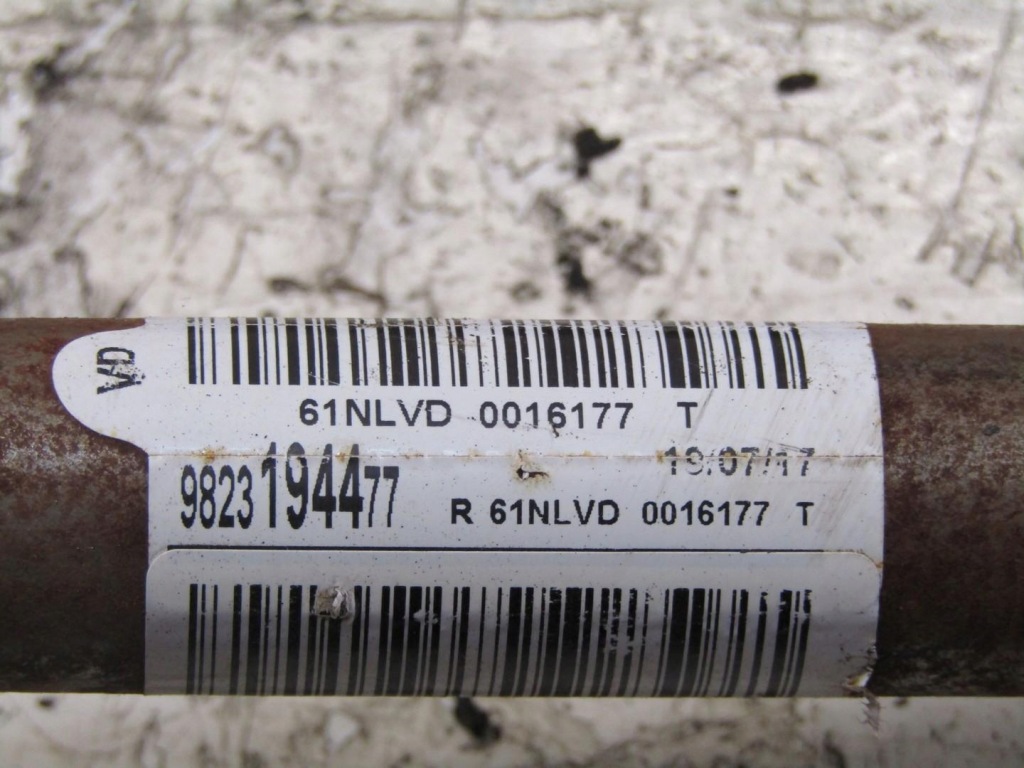 VD
61NLVD 0016177 T
19/07/17
9823194477
R 61NLVD 0016177 T